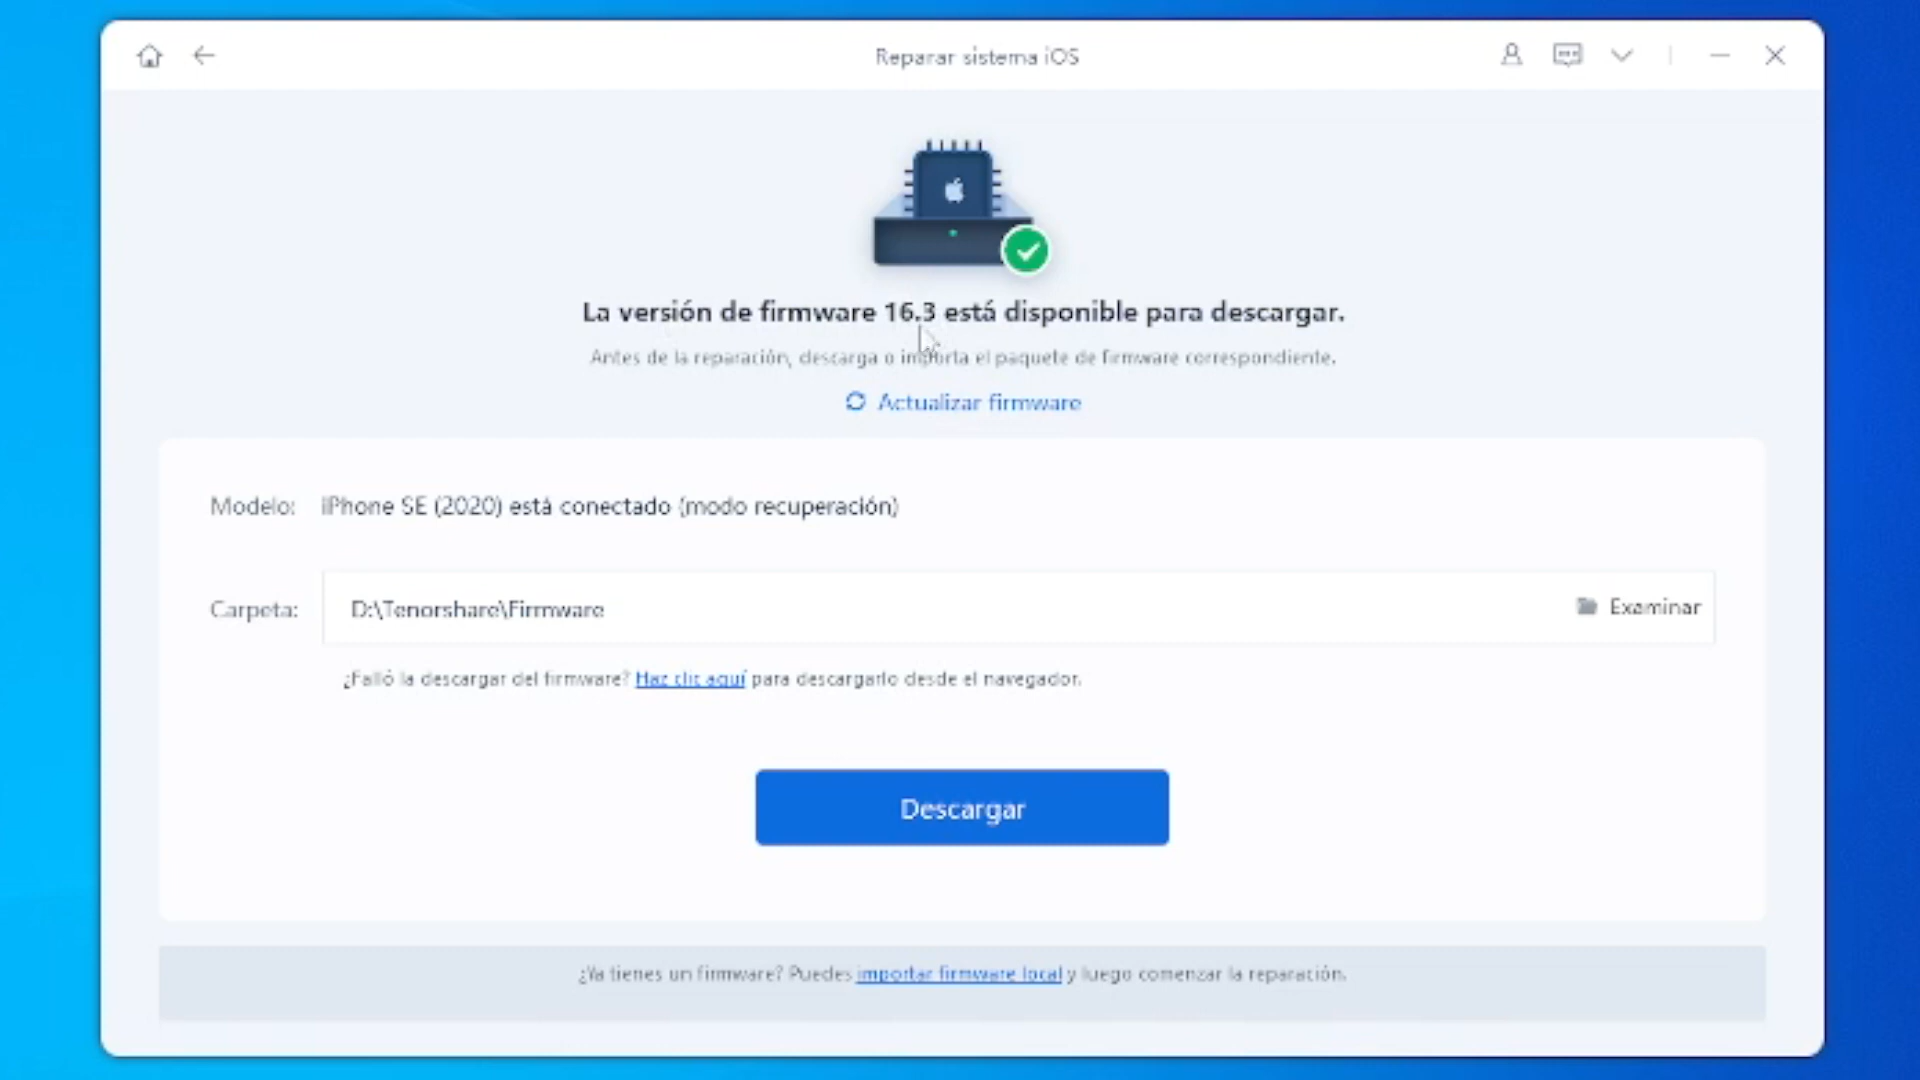 Reparar sistema iOS
La versión de firmware 16.3 está disponible para descargar.
Antes de la reparación, descarga o importa el paquete de firmware correspondiente.
Actualizar firmware
Modelo: iPhone SE (2020) está conectado (modo recuperación)
Carpeta: D:\Tenorshare\Firmware Examinar
¿Falló la descargar del firmware? Haz clic aquí para descargarlo desde el navegador.
Descargar
¿Ya tienes un firmware? Puedes importar firmware local y luego comenzar la reparación.